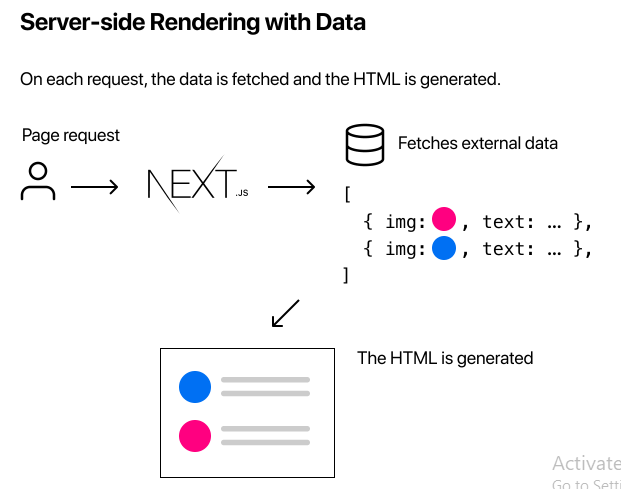 Server-side Rendering with Data
On each request, the data is fetched and the HTML is generated.
Page request
NEXT.JS
Fetches external data
[
{ img: , text: … },
{ img: , text: … },
]
The HTML is generated
Activate
Go to Setti